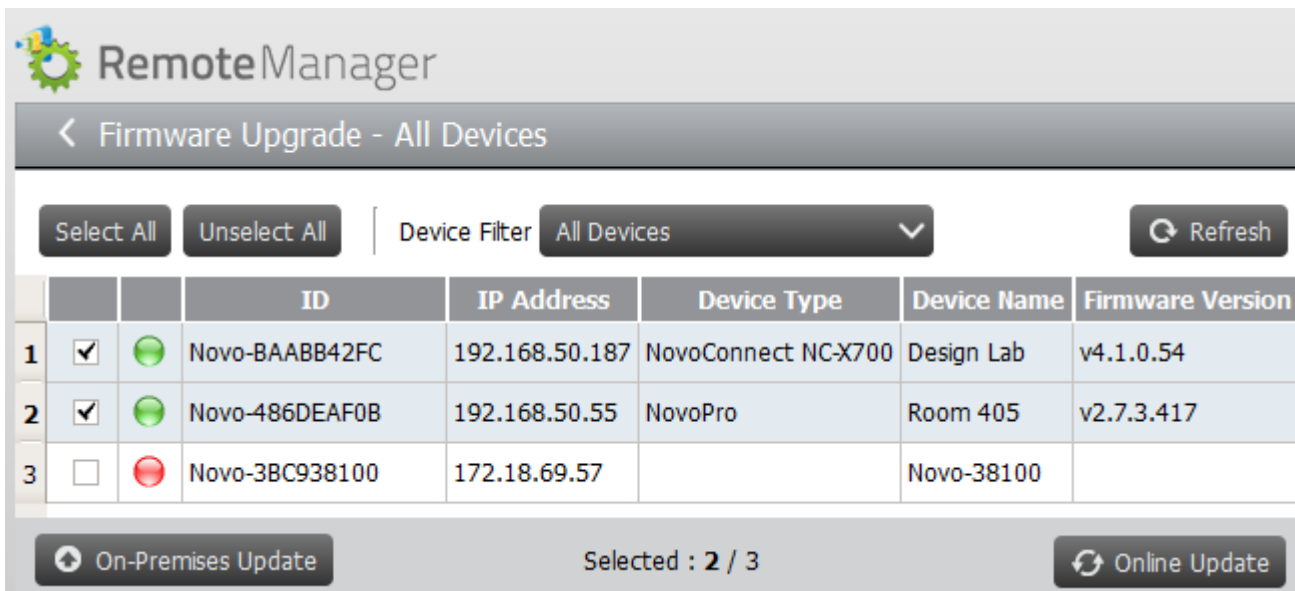 RemoteManager
Firmware Upgrade - All Devices
Select All Unselect All Device Filter All Devices Refresh
ID IP Address Device Type Device Name Firmware Version
1 Novo-BAABB42FC 192.168.50.187 NovoConnect NC-X700 Design Lab v4.1.0.54
2 Novo-486DEAF0B 192.168.50.55 NovoPro Room 405 v2.7.3.417
3 Novo-3BC938100 172.18.69.57 Novo-38100
On-Premises Update Selected : 2 / 3 Online Update